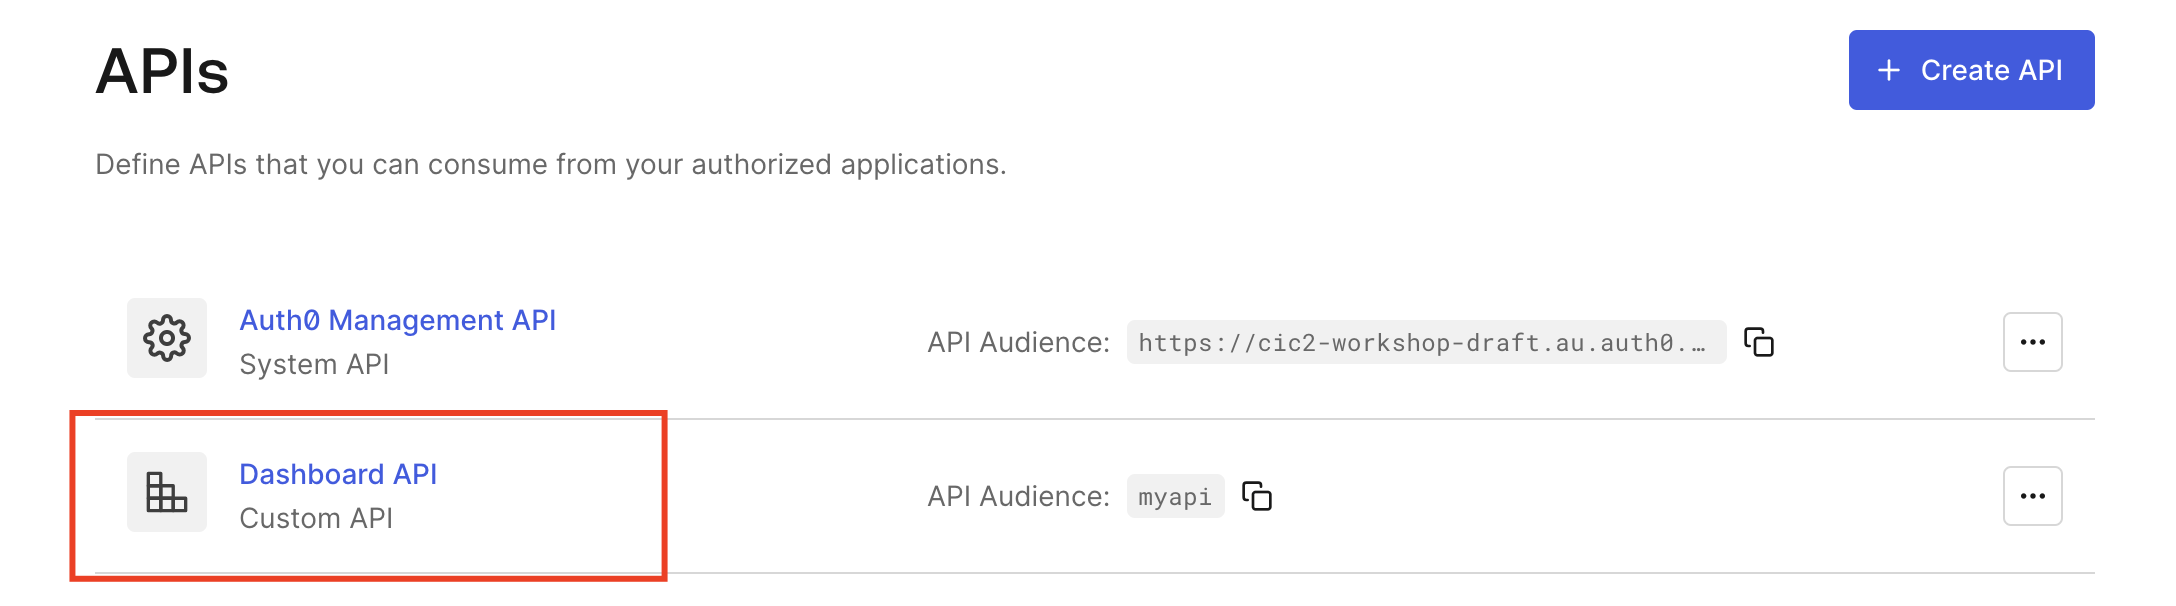 APIs
+ Create API
Define APIs that you can consume from your authorized applications.
Auth0 Management API
System API
API Audience: https://cic2-workshop-draft.au.auth0.…
Dashboard API
Custom API
API Audience: myapi